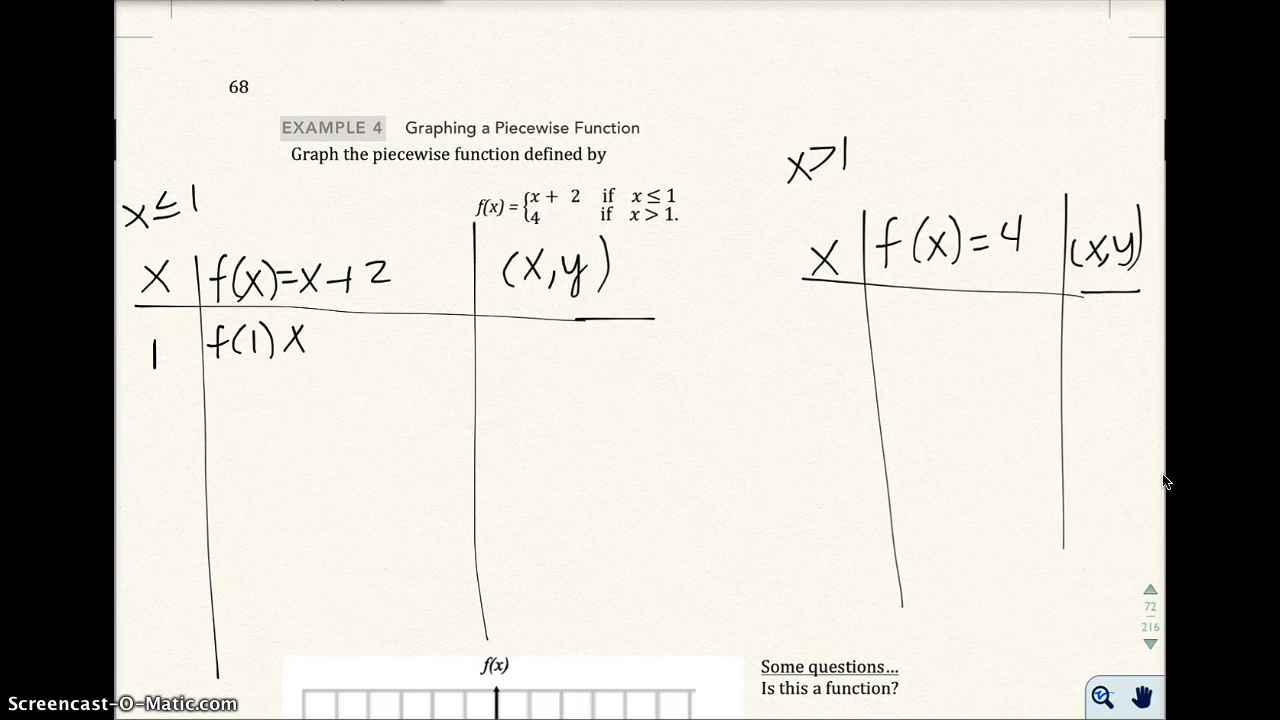 68
EXAMPLE 4 Graphing a Piecewise Function
Graph the piecewise function defined by
f(x) = { x + 2 if x ≤ 1
4 if x > 1.
x ≤ 1
x | f(x)=x+2 | (x,y)
1 | f(1) x
x>1
x | f(x)=4 | (x,y)
f(x)
Some questions...
Is this a function?
72
216
Screencast-O-Matic.com